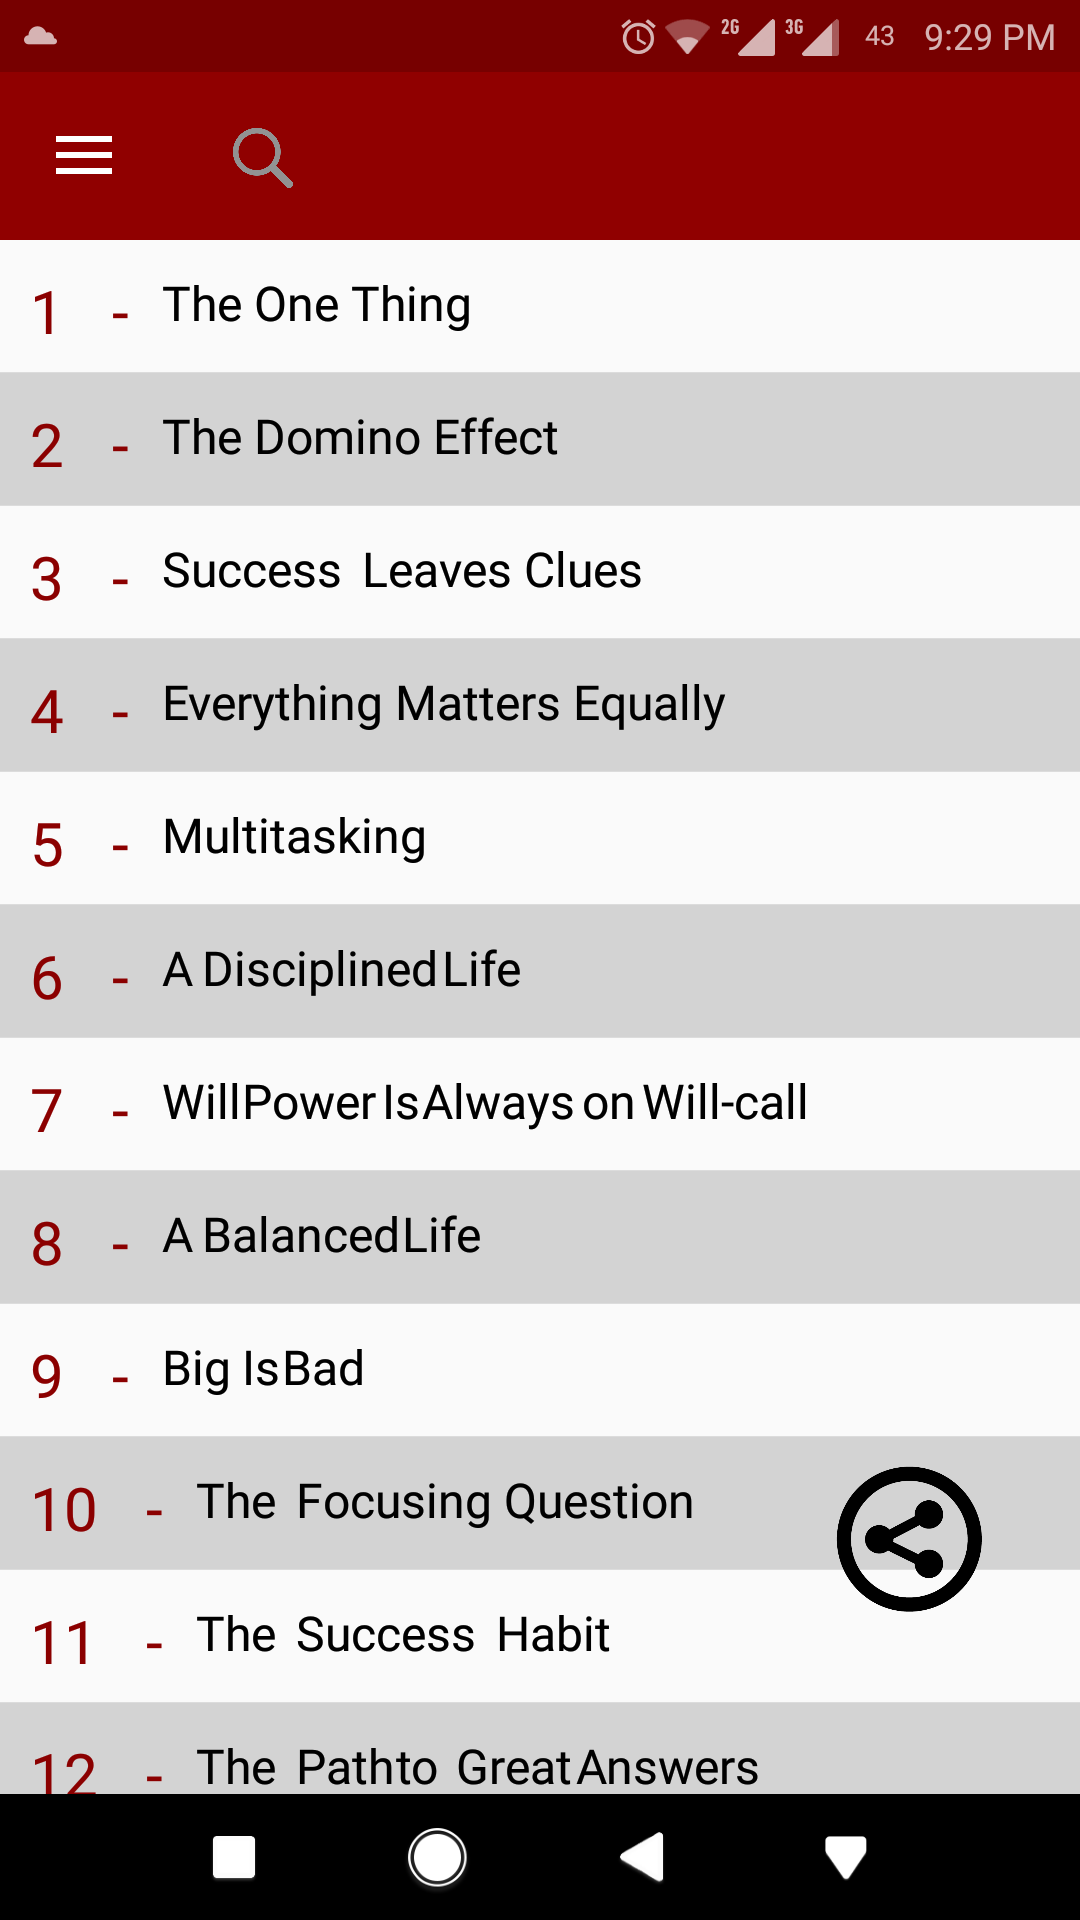 2G 3G 43 9:29 PM
1 - The One Thing
2 - The Domino Effect
3 - Success Leaves Clues
4 - Everything Matters Equally
5 - Multitasking
6 - A Disciplined Life
7 - WillPower Is Always on Will-call
8 - A Balanced Life
9 - Big Is Bad
10 - The Focusing Question
11 - The Success Habit
12 - The Pathto Great Answers